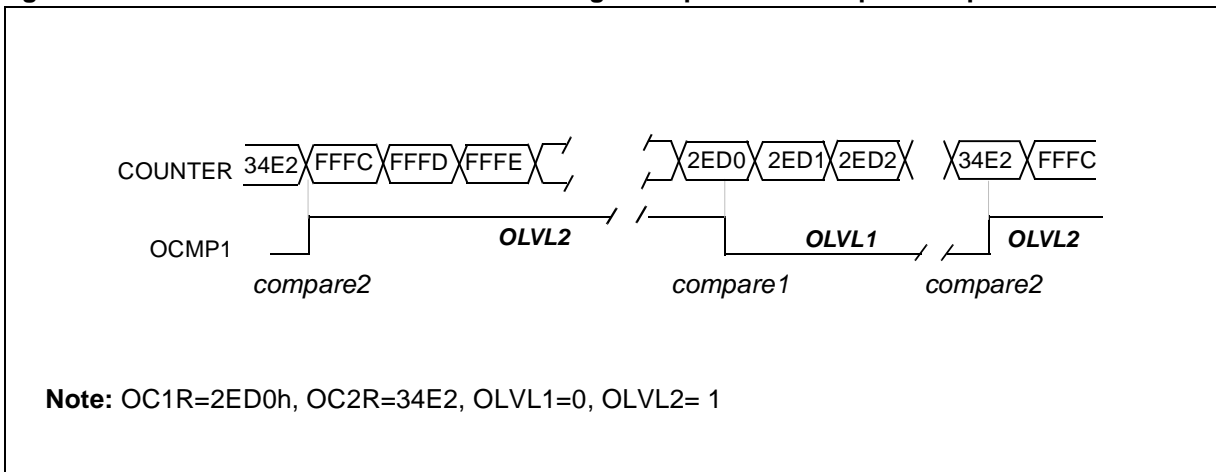 COUNTER 34E2 FFFC FFFD FFFE 2ED0 2ED1 2ED2 34E2 FFFC
OCMP1 OLVL2 OLVL1 OLVL2
compare2 compare1 compare2
Note: OC1R=2ED0h, OC2R=34E2, OLVL1=0, OLVL2= 1